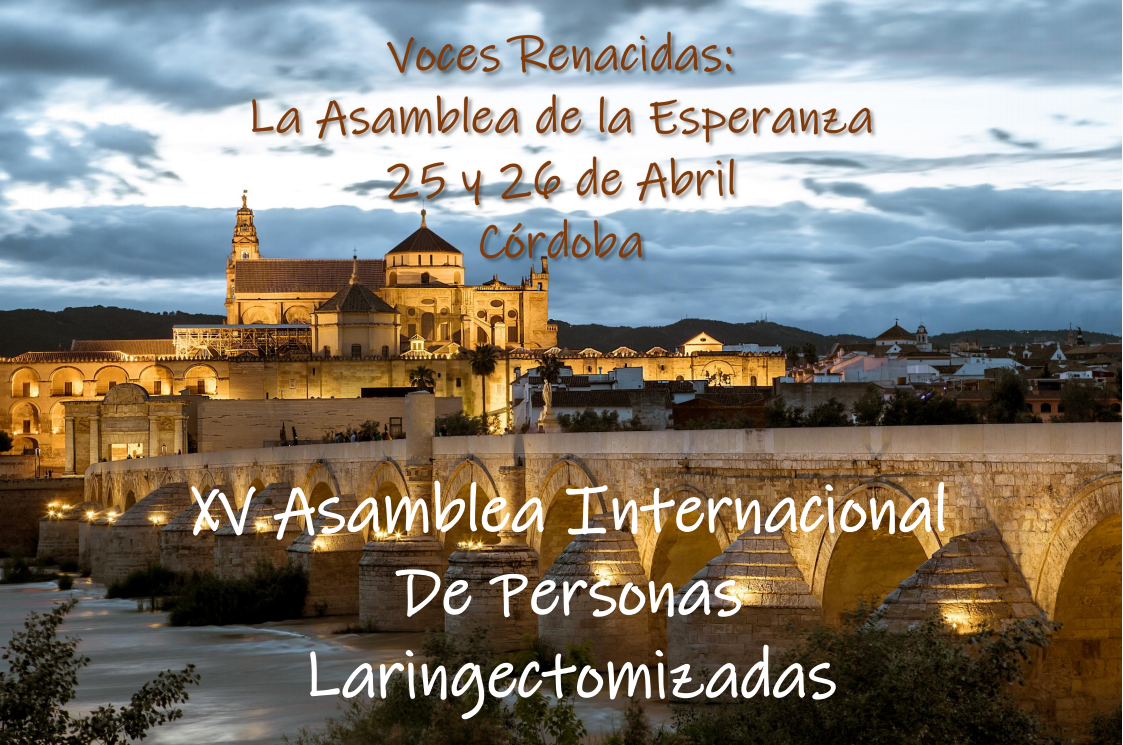 Voces Renacidas:
La Asamblea de la Esperanza
25 y 26 de Abril
Córdoba
XV Asamblea Internacional
De Personas
Laringectomizadas